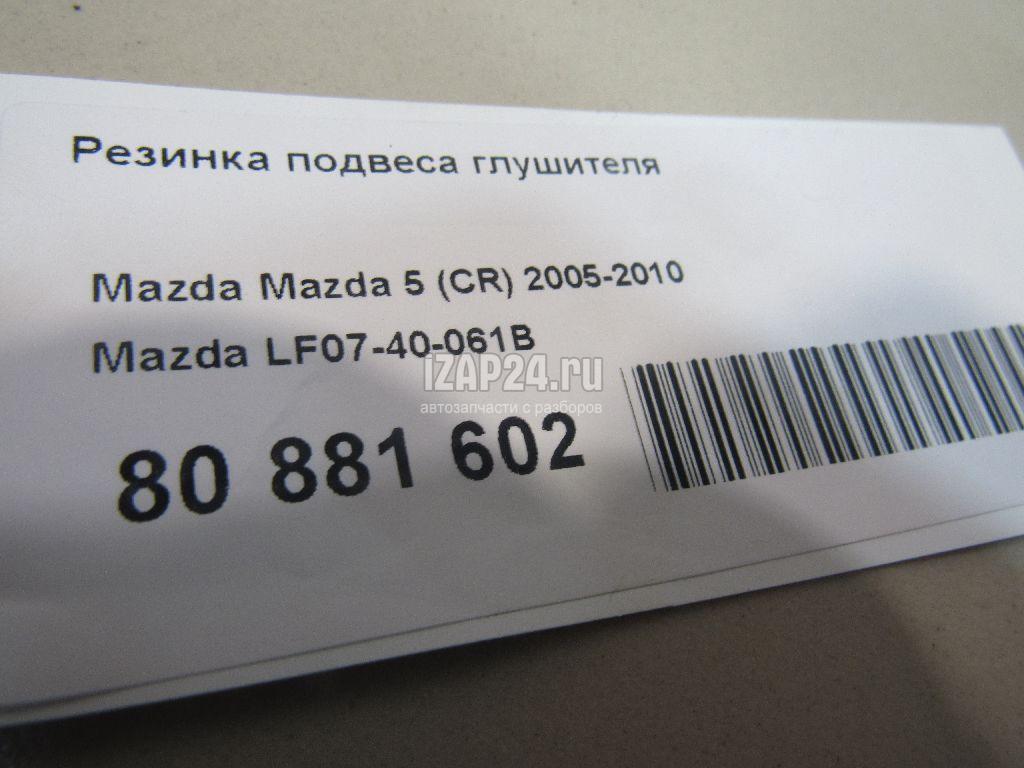 Резинка подвеса глушителя
Mazda Mazda 5 (CR) 2005-2010
Mazda LF07-40-061B
iZAP24.ru
автозапчасти с разборов
80 881 602